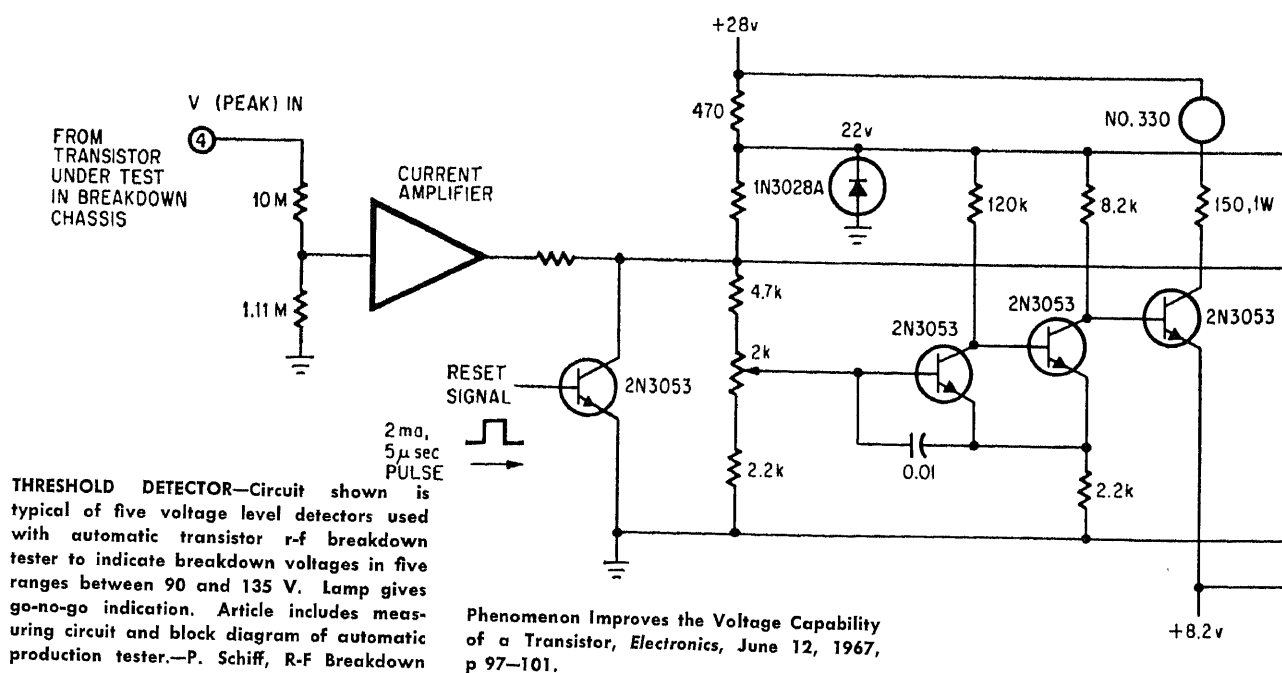 +28v
V (PEAK) IN
4
FROM
TRANSISTOR
UNDER TEST
IN BREAKDOWN
CHASSIS
10 M
1.11 M
CURRENT
AMPLIFIER
470
22v
1N3028A
NO. 330
120k
8.2k
150, 1W
4.7k
2k
2N3053
2N3053
2N3053
RESET
SIGNAL
2N3053
2 ma,
5 μ sec
PULSE
0.01
2.2k
2.2k
+8.2v
THRESHOLD DETECTOR—Circuit shown is
typical of five voltage level detectors used
with automatic transistor r-f breakdown
tester to indicate breakdown voltages in five
ranges between 90 and 135 V. Lamp gives
go-no-go indication. Article includes meas-
uring circuit and block diagram of automatic
production tester.—P. Schiff, R-F Breakdown
Phenomenon Improves the Voltage Capability
of a Transistor, Electronics, June 12, 1967,
p 97—101.